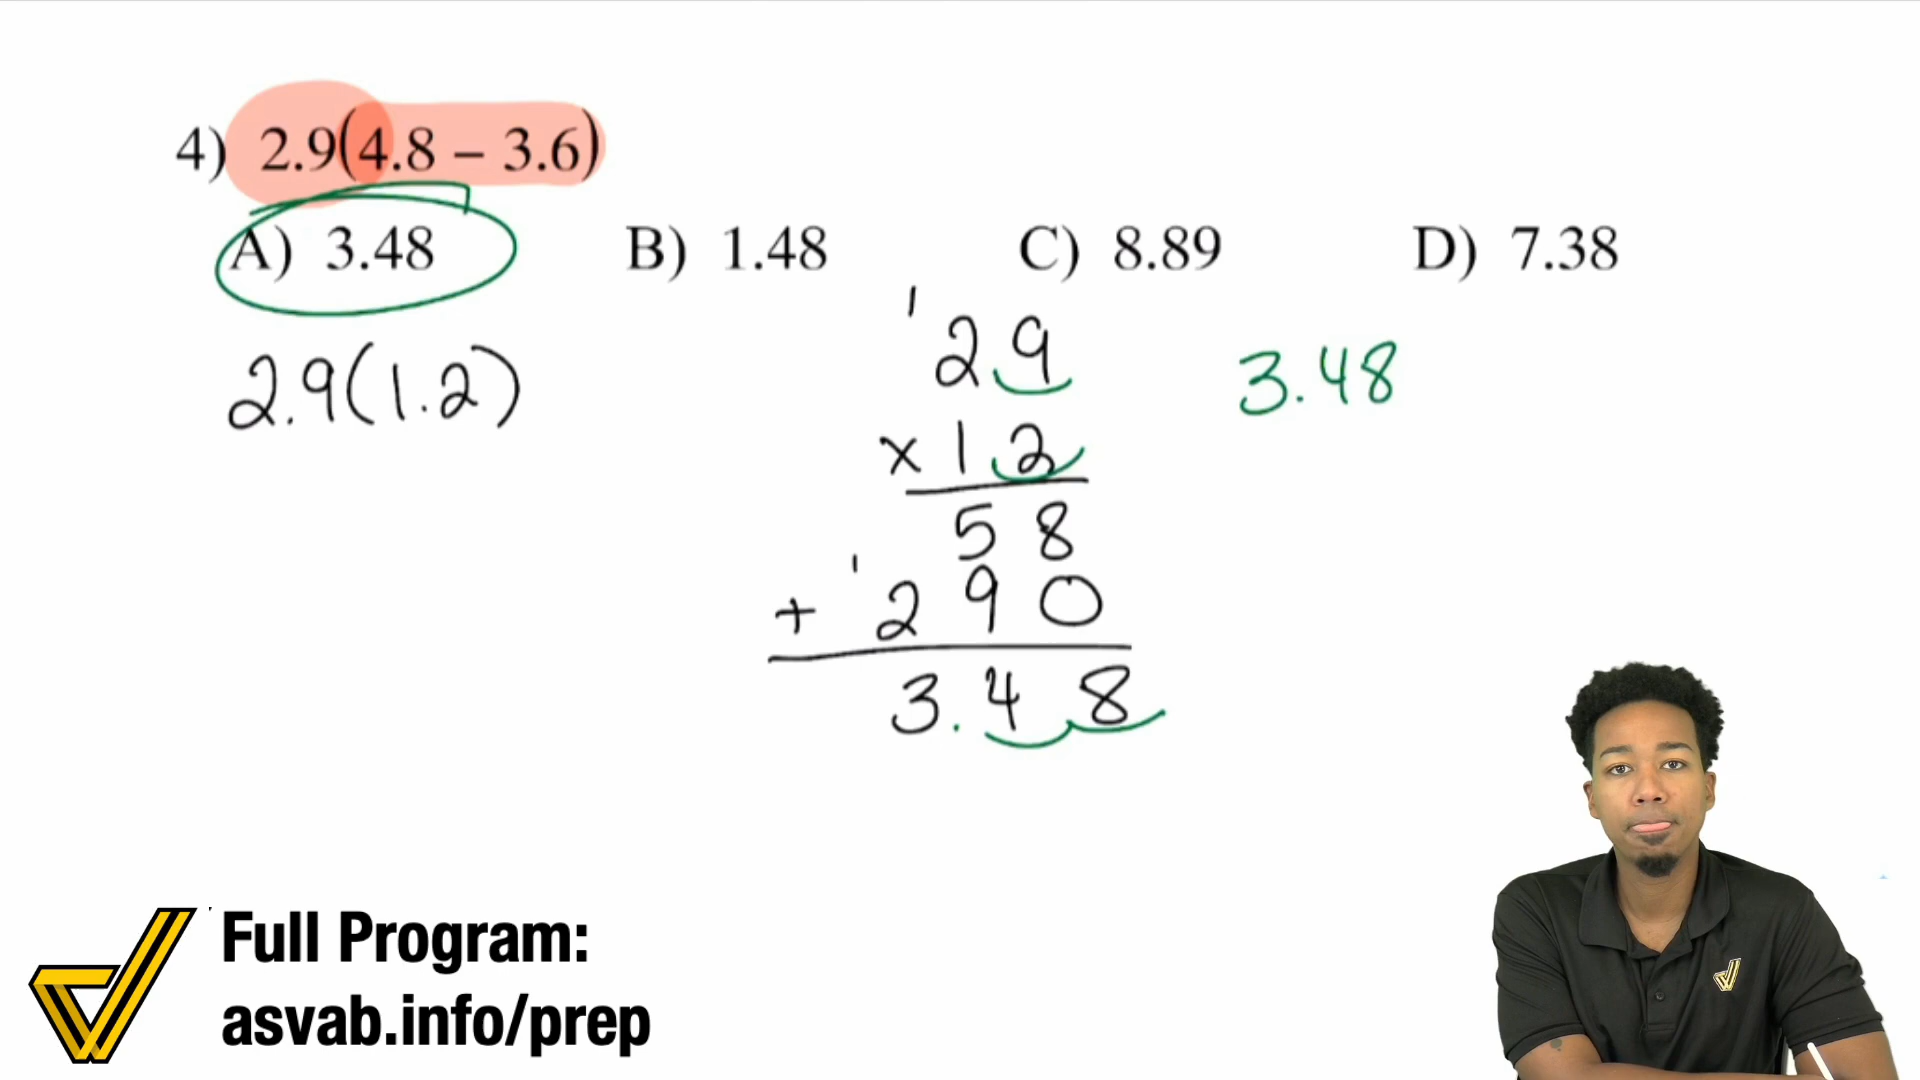 4) 2.9(4.8 – 3.6)
A) 3.48 B) 1.48 C) 8.89 D) 7.38
2.9(1.2)
1
29
x 12
58
1
+ 290
3.48
3.48
Full Program:
asvab.info/prep